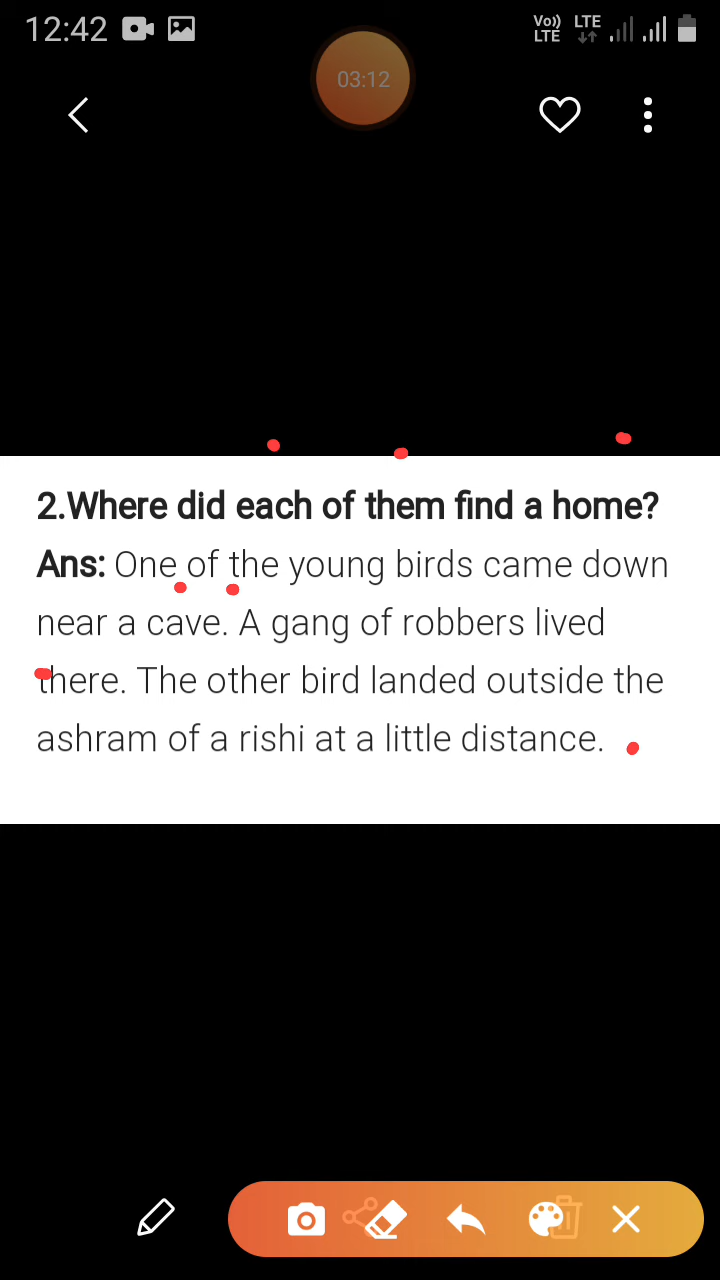 12:42
Vo)) LTE
LTE
03:12
2.Where did each of them find a home?
Ans: One of the young birds came down
near a cave. A gang of robbers lived
there. The other bird landed outside the
ashram of a rishi at a little distance.